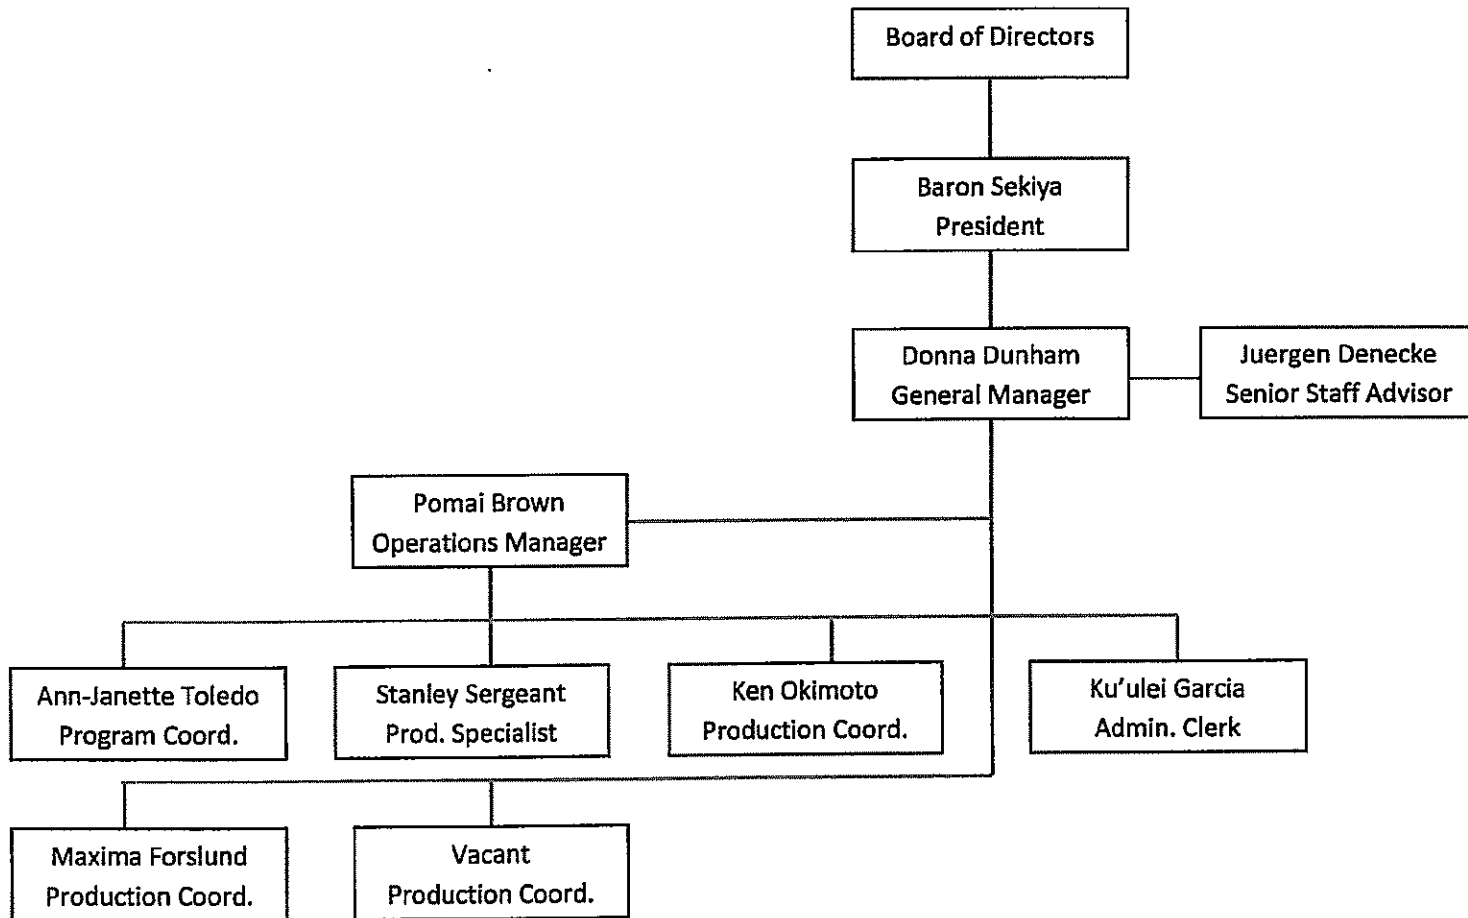 Board of Directors
Baron Sekiya
President
Donna Dunham
General Manager
Juergen Denecke
Senior Staff Advisor
Pomai Brown
Operations Manager
Ann-Janette Toledo
Program Coord.
Stanley Sergeant
Prod. Specialist
Ken Okimoto
Production Coord.
Ku’ulei Garcia
Admin. Clerk
Maxima Forslund
Production Coord.
Vacant
Production Coord.